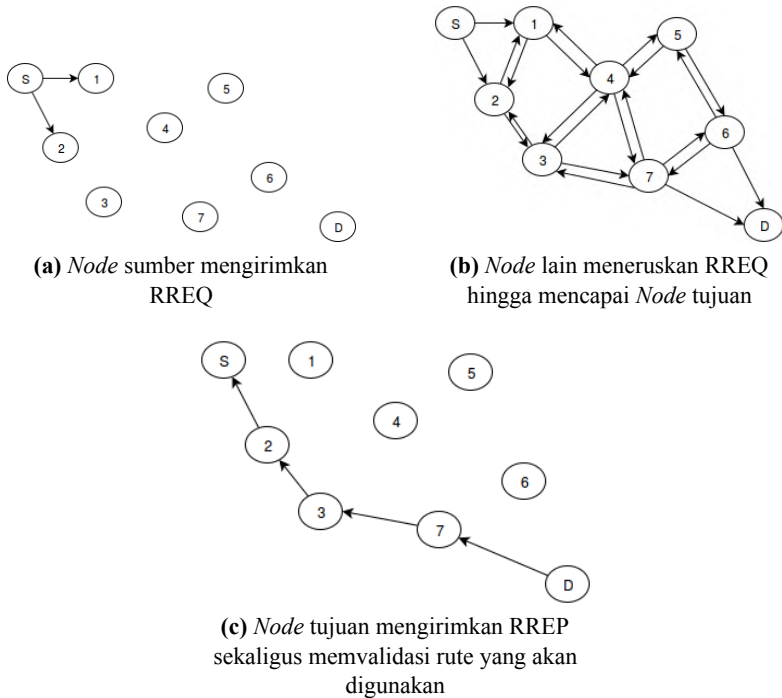 S
1
2
3
4
5
6
7
D
(a) Node sumber mengirimkan
RREQ
S
1
2
3
4
5
6
7
D
(b) Node lain meneruskan RREQ
hingga mencapai Node tujuan
S
1
2
3
4
5
6
7
D
(c) Node tujuan mengirimkan RREP
sekaligus memvalidasi rute yang akan
digunakan